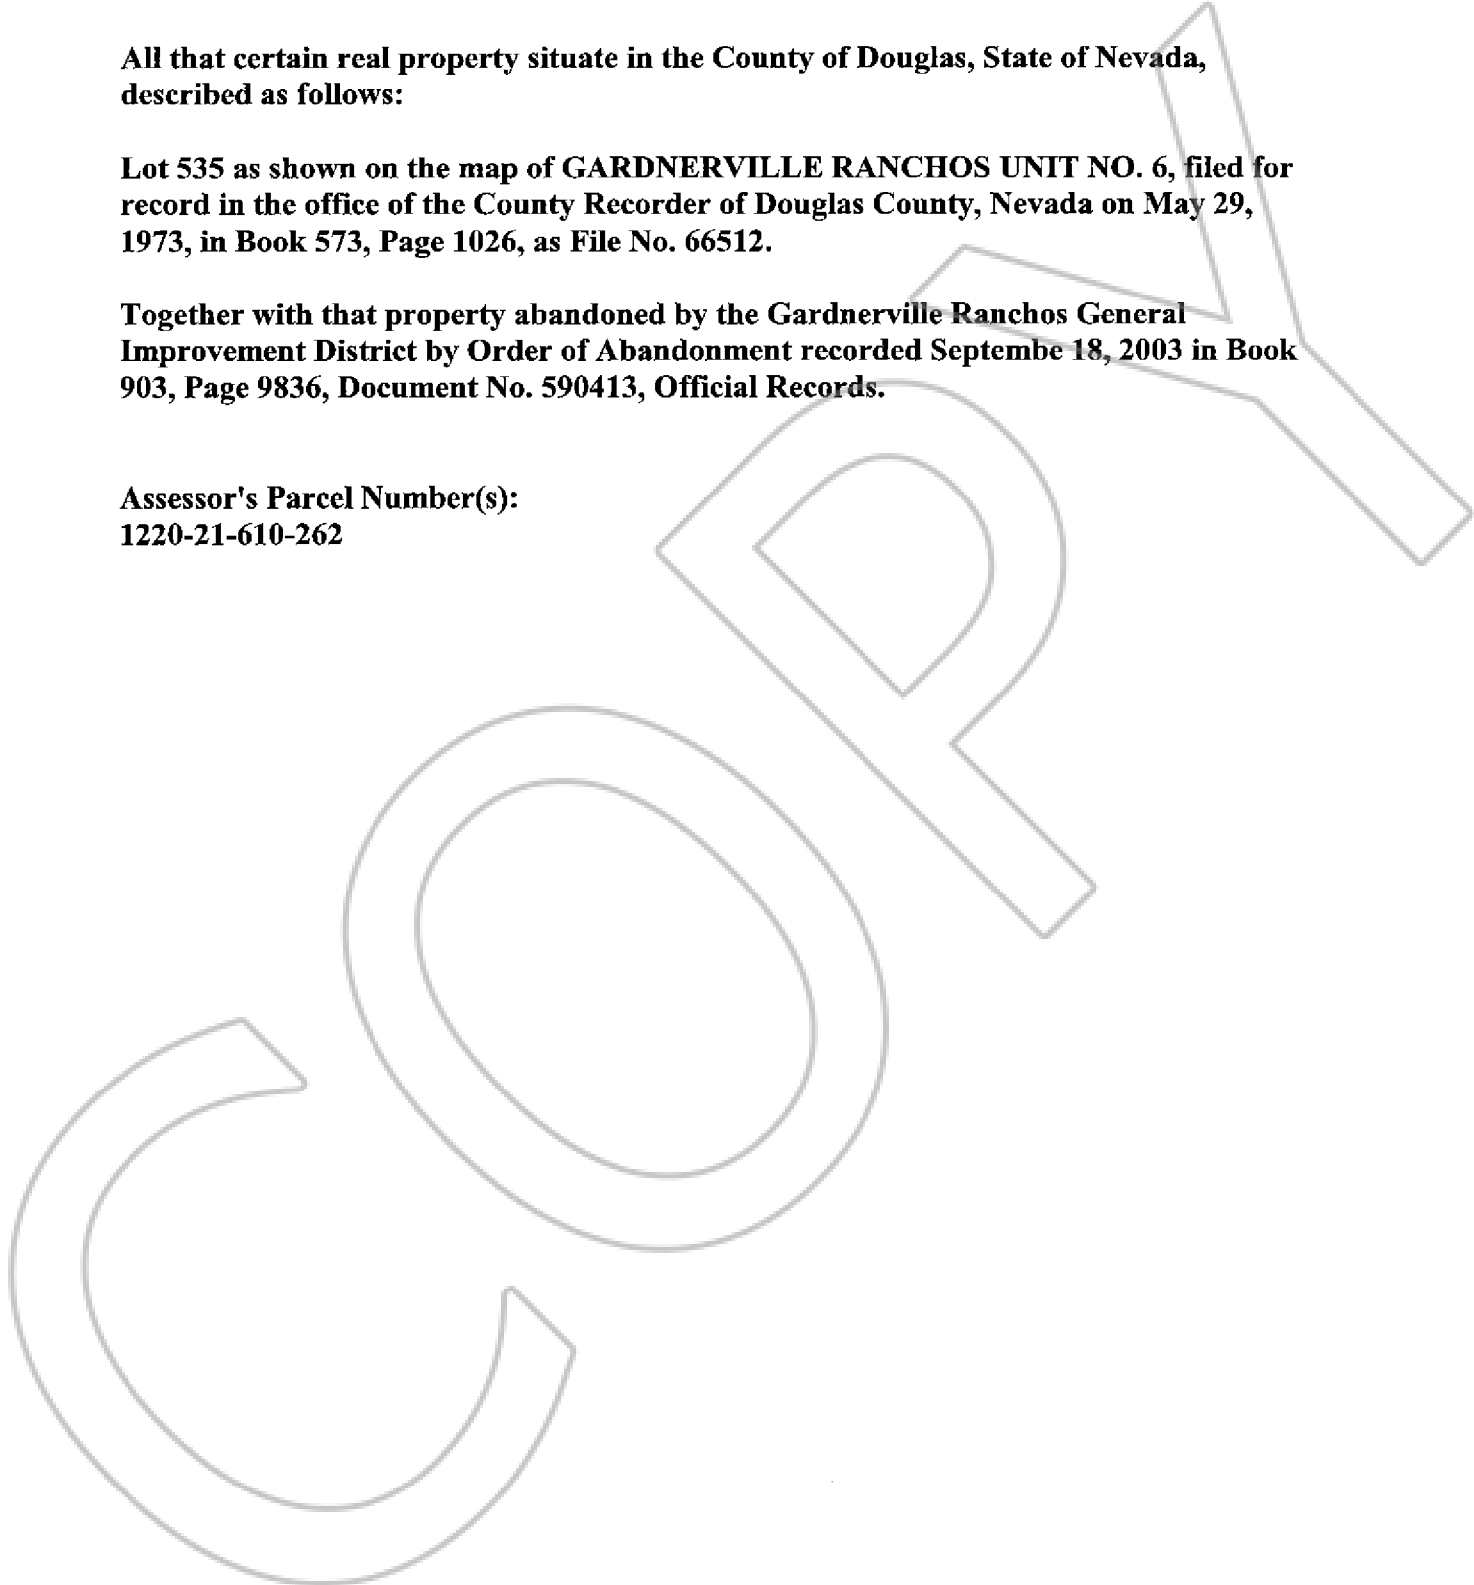 All that certain real property situate in the County of Douglas, State of Nevada,
described as follows:
Lot 535 as shown on the map of GARDNERVILLE RANCHOS UNIT NO. 6, filed for
record in the office of the County Recorder of Douglas County, Nevada on May 29,
1973, in Book 573, Page 1026, as File No. 66512.
Together with that property abandoned by the Gardnerville Ranchos General
Improvement District by Order of Abandonment recorded Septembe 18, 2003 in Book
903, Page 9836, Document No. 590413, Official Records.
Assessor's Parcel Number(s):
1220-21-610-262
COPY